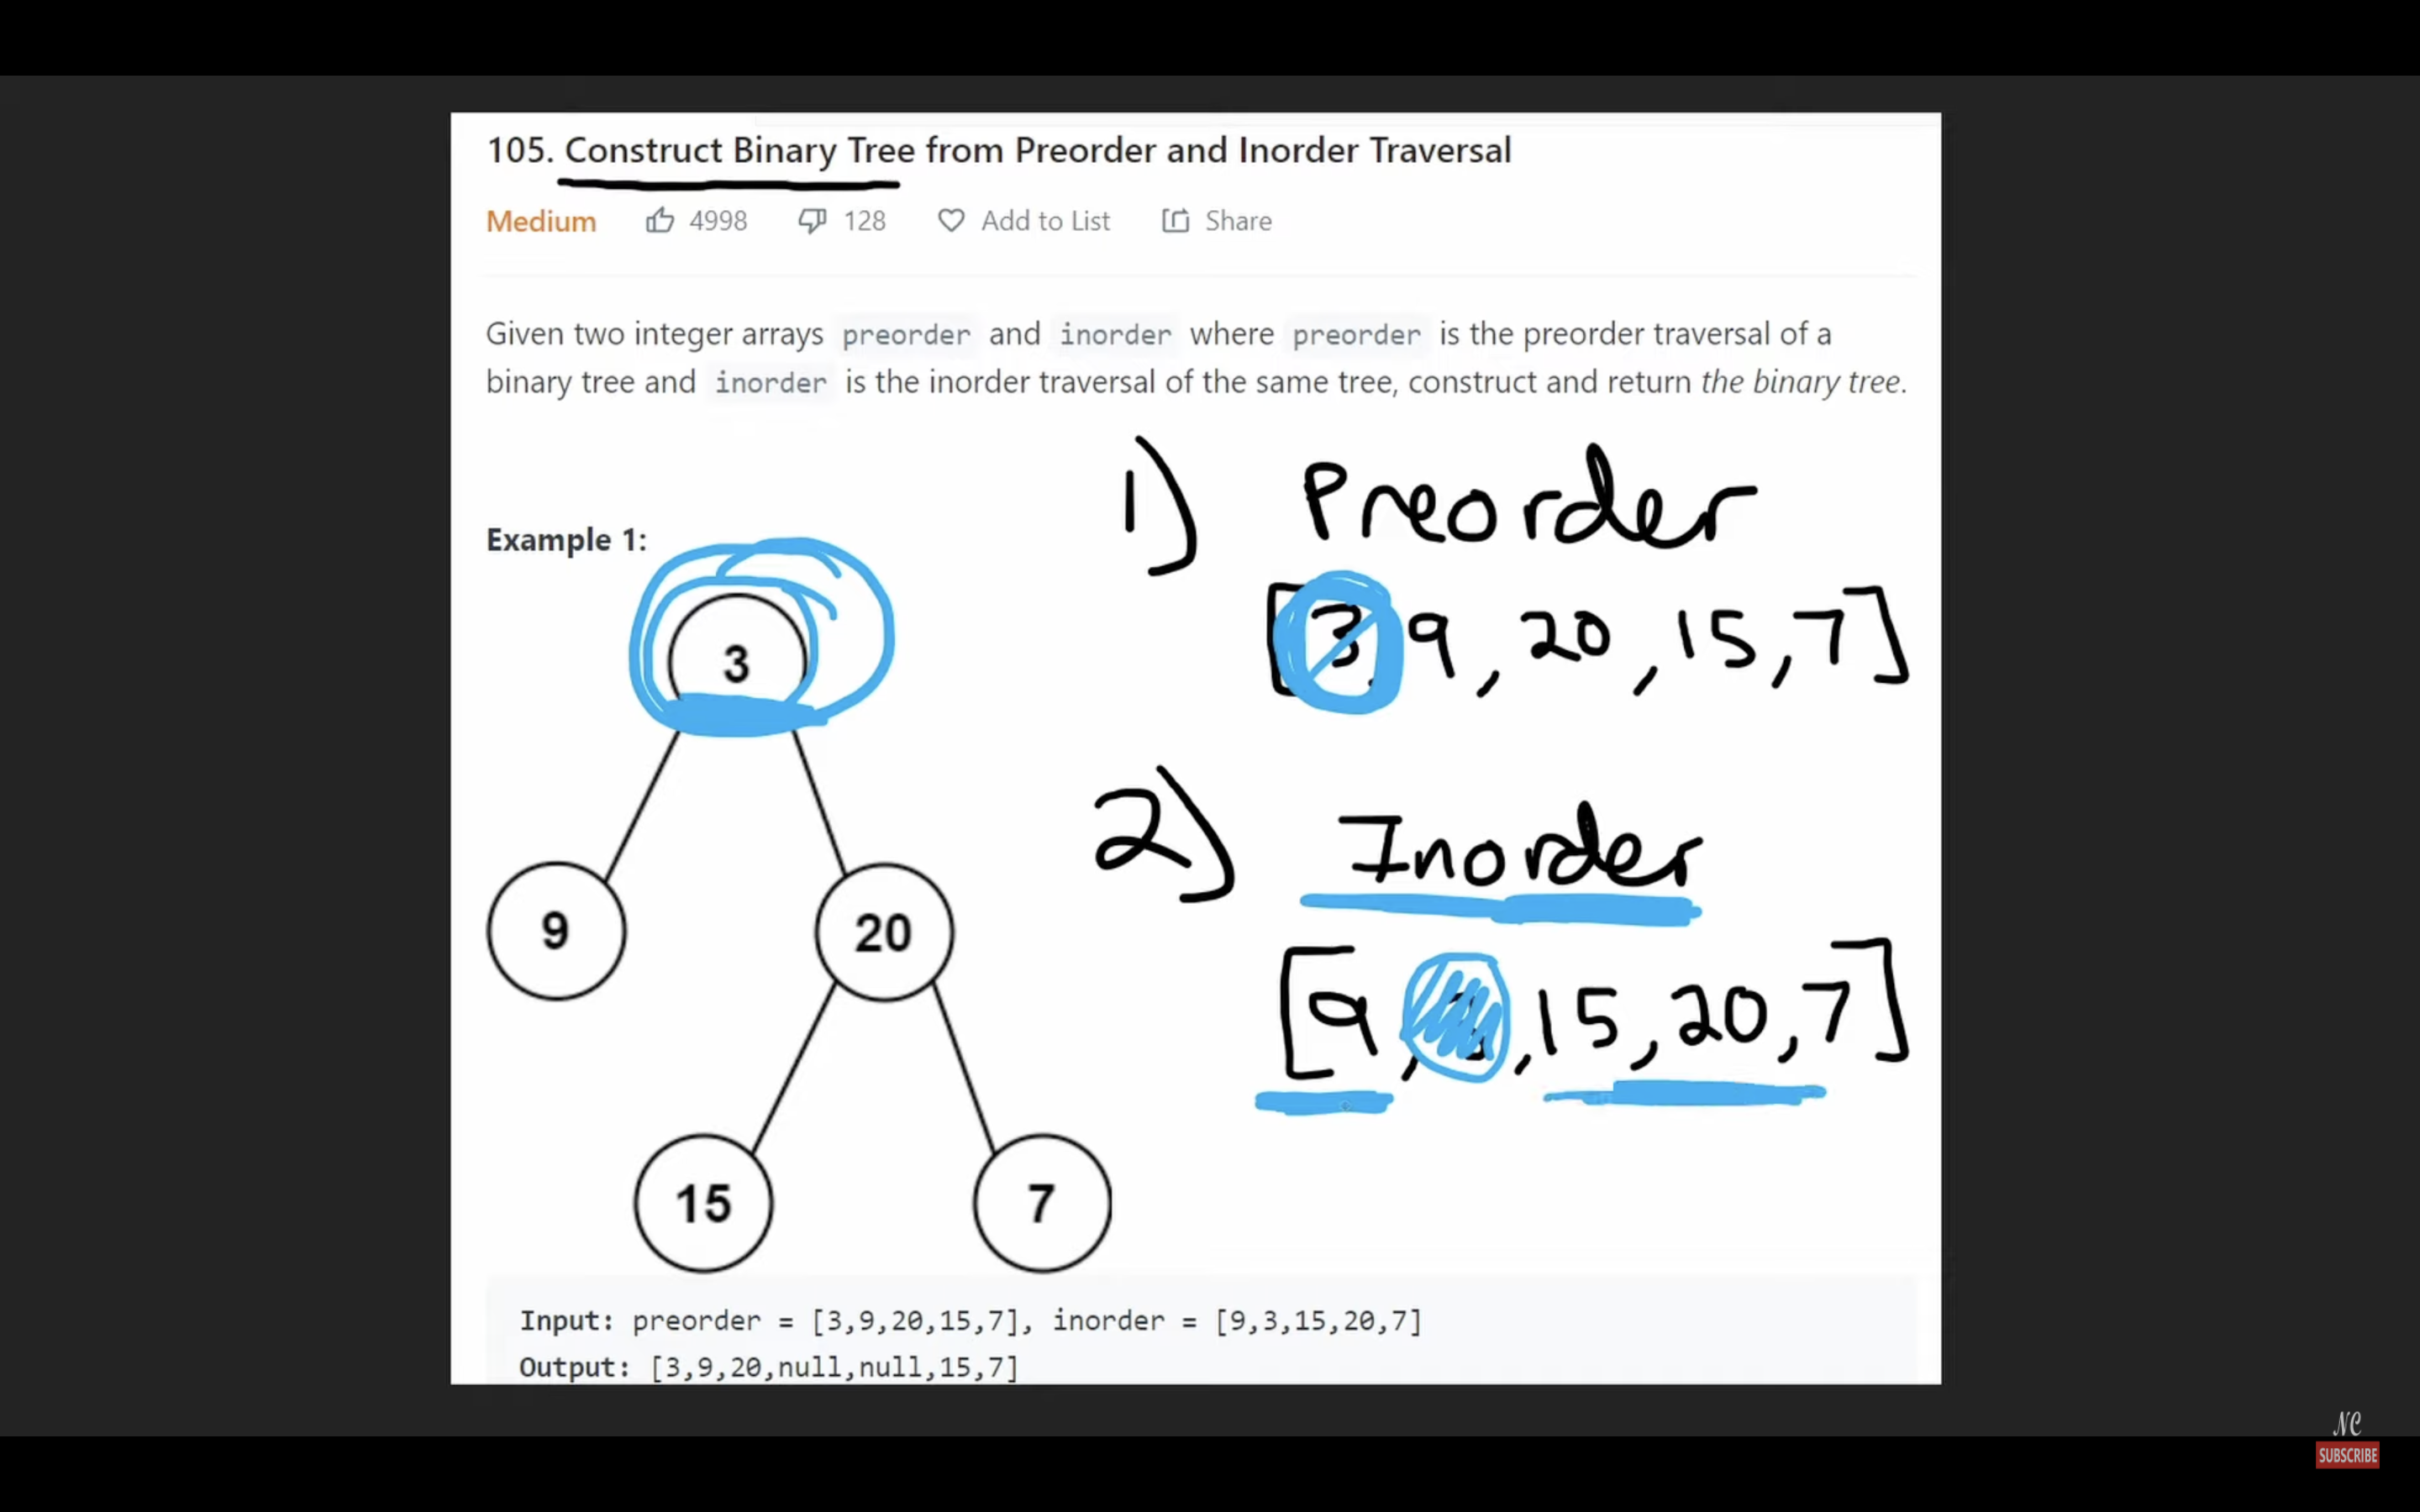 105. Construct Binary Tree from Preorder and Inorder Traversal
Medium 4998 128 Add to List Share
Given two integer arrays preorder and inorder where preorder is the preorder traversal of a
binary tree and inorder is the inorder traversal of the same tree, construct and return the binary tree.
1) Preorder
Example 1:
[3, 9, 20, 15, 7]
3
2) Inorder
9
20
[9, , 15, 20, 7]
15
7
Input: preorder = [3,9,20,15,7], inorder = [9,3,15,20,7]
Output: [3,9,20,null,null,15,7]
NC
SUBSCRIBE